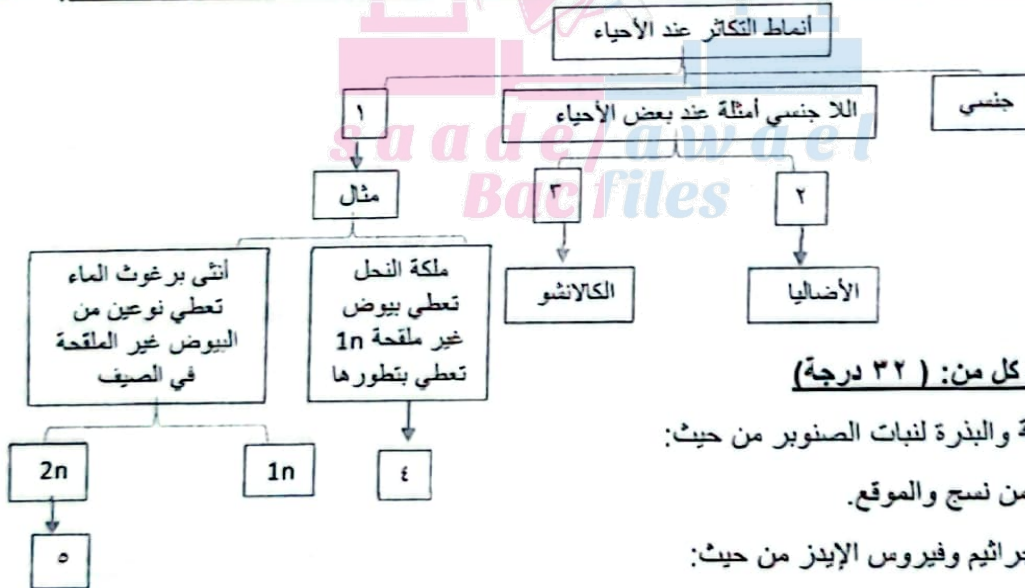 أنماط التكاثر عند الأحياء
جنسي
اللا جنسي أمثلة عند بعض الأحياء
١
saade/awael
Bac files
٢
٣
مثال
الأضاليا
الكالانشو
ملكة النحل
تعطي بيوض
غير ملقحة 1n
تعطي بتطورها
أنثى برغوث الماء
تعطي نوعين من
البيوض غير الملقحة
في الصيف
٤
1n
2n
٥
كل من: ( ٣٢ درجة)
ة والبذرة لنبات الصنوبر من حيث:
من نسج والموقع.
جراثيم وفيروس الإيدز من حيث: